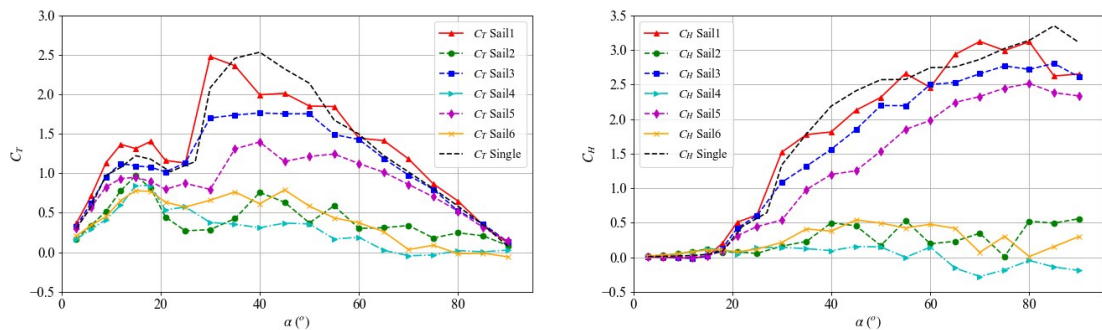 3.0
2.5
2.0
1.5
1.0
0.5
0.0
−0.5
C_T
0 20 40 60 80
α (°)
C_T Sail1
C_T Sail2
C_T Sail3
C_T Sail4
C_T Sail5
C_T Sail6
C_T Single
3.5
3.0
2.5
2.0
1.5
1.0
0.5
0.0
−0.5
C_H
0 20 40 60 80
α (°)
C_H Sail1
C_H Sail2
C_H Sail3
C_H Sail4
C_H Sail5
C_H Sail6
C_H Single